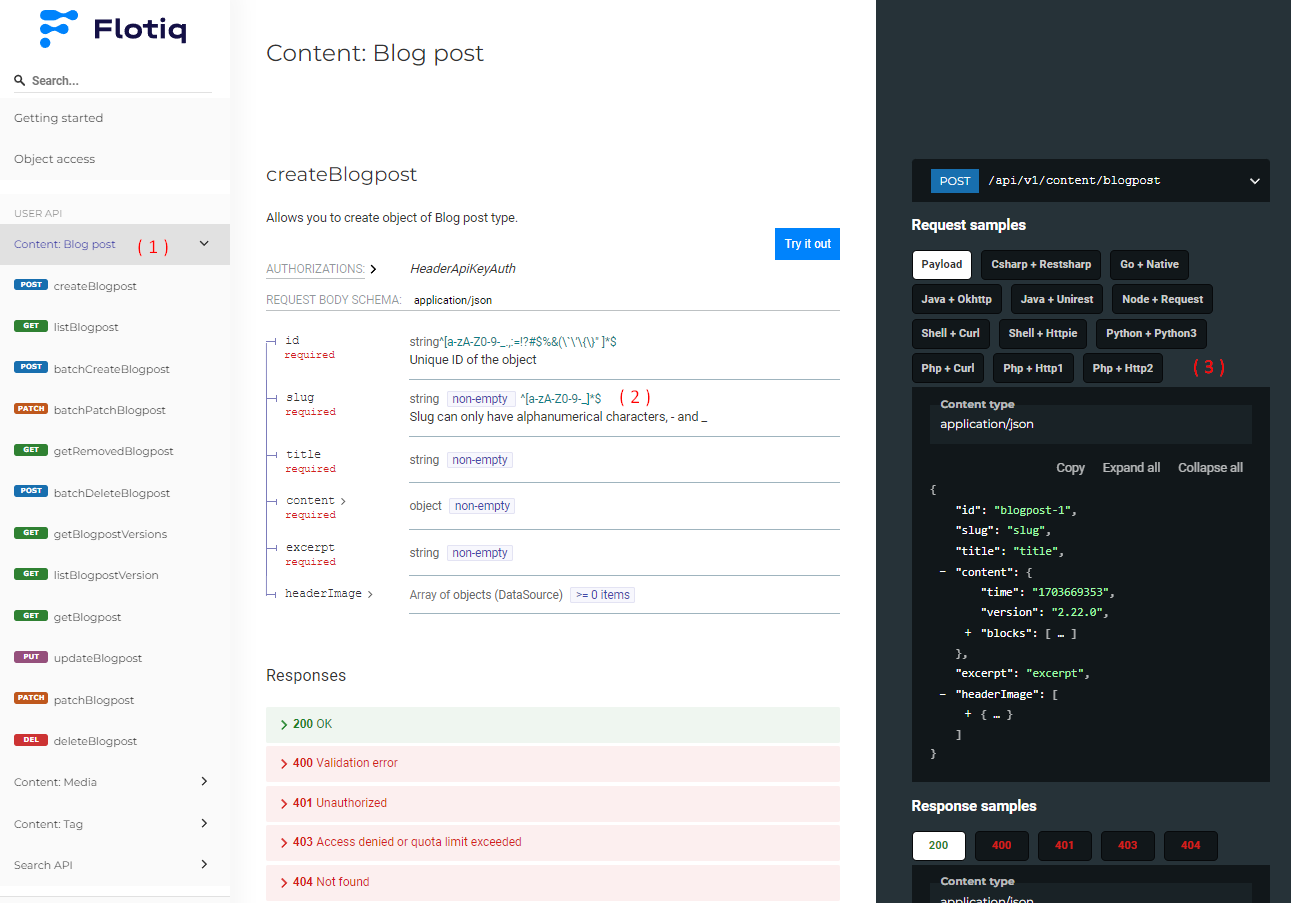 Flotiq
Search...
Getting started
Object access
USER API
Content: Blog post ( 1 )
POST createBlogpost
GET listBlogpost
POST batchCreateBlogpost
PATCH batchPatchBlogpost
GET getRemovedBlogpost
POST batchDeleteBlogpost
GET getBlogpostVersions
GET listBlogpostVersion
GET getBlogpost
PUT updateBlogpost
PATCH patchBlogpost
DEL deleteBlogpost
Content: Media
Content: Tag
Search API
Content: Blog post
createBlogpost
Allows you to create object of Blog post type.
Try it out
AUTHORIZATIONS: HeaderApiKeyAuth
REQUEST BODY SCHEMA: application/json
id string^[a-zA-Z0-9-_.,:=!?#$%&(\`\'\{\}" ]*$
required Unique ID of the object
slug string non-empty ^[a-zA-Z0-9-_]*$ ( 2 )
required Slug can only have alphanumerical characters, - and _
title string non-empty
required
content object non-empty
required
excerpt string non-empty
required
headerImage Array of objects (DataSource) >= 0 items
Responses
200 OK
400 Validation error
401 Unauthorized
403 Access denied or quota limit exceeded
404 Not found
POST /api/v1/content/blogpost
Request samples
Payload Csharp + Restsharp Go + Native
Java + Okhttp Java + Unirest Node + Request
Shell + Curl Shell + Httpie Python + Python3
Php + Curl Php + Http1 Php + Http2 ( 3 )
Content type
application/json
Copy Expand all Collapse all
{
"id": "blogpost-1",
"slug": "slug",
"title": "title",
- "content": {
"time": "1703669353",
"version": "2.22.0",
+ "blocks": [ … ]
},
"excerpt": "excerpt",
- "headerImage": [
+ { … }
]
}
Response samples
200 400 401 403 404
Content type
application/json